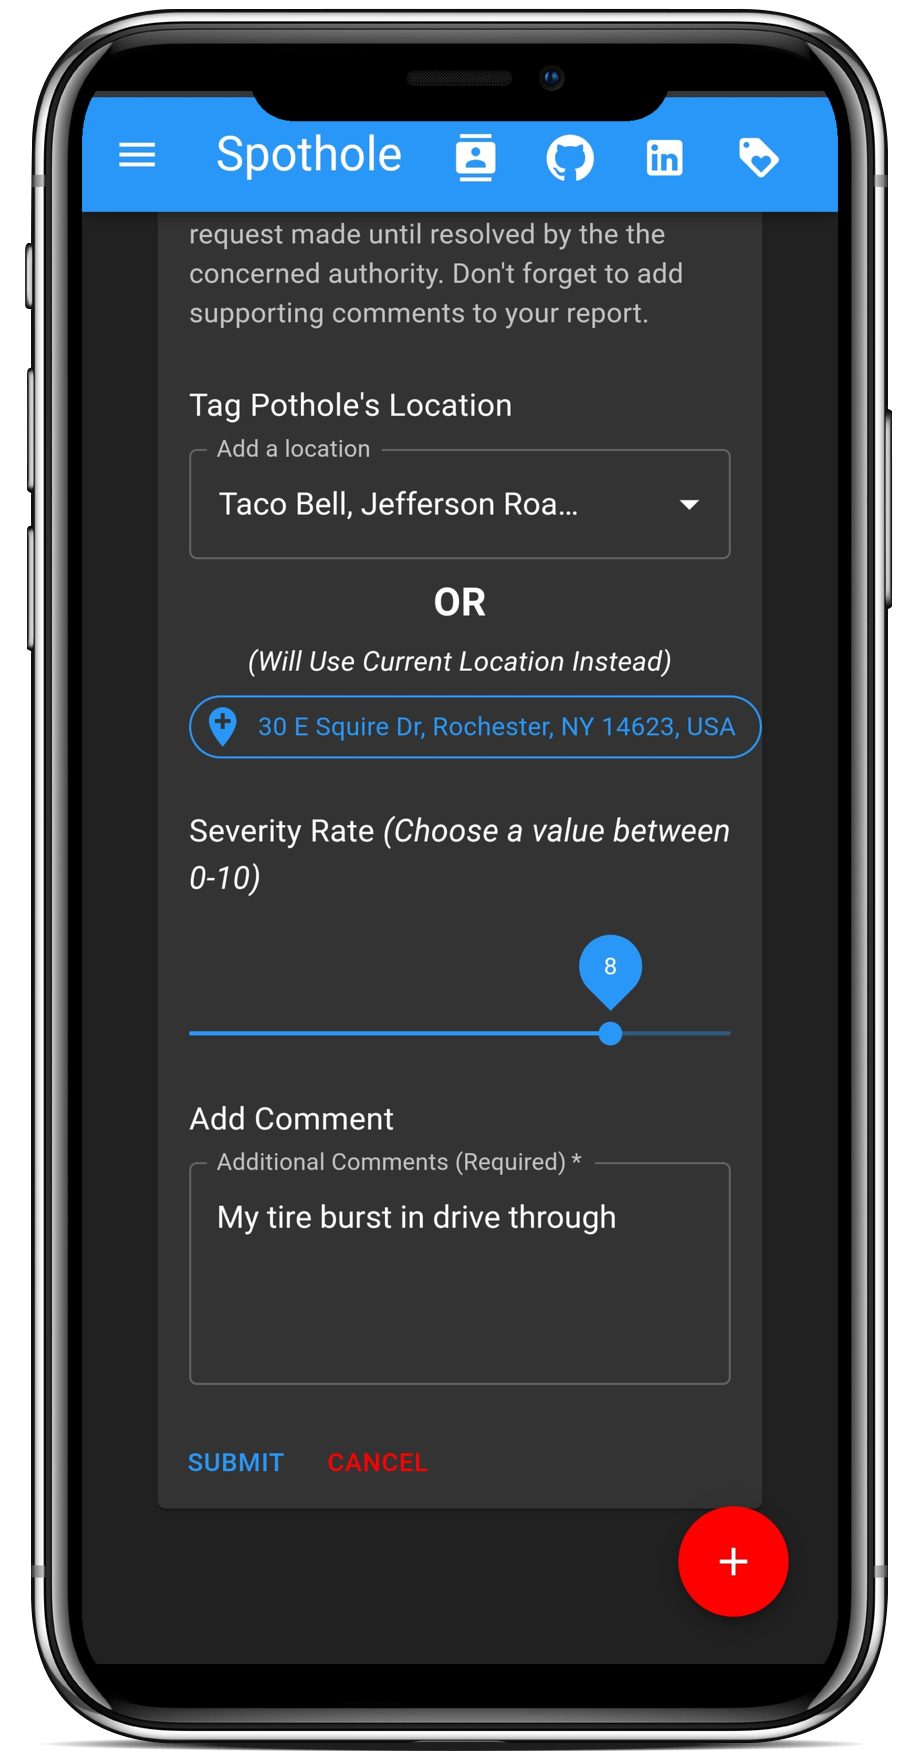 Spothole
request made until resolved by the the
concerned authority. Don't forget to add
supporting comments to your report.
Tag Pothole's Location
Add a location
Taco Bell, Jefferson Roa...
OR
(Will Use Current Location Instead)
30 E Squire Dr, Rochester, NY 14623, USA
Severity Rate (Choose a value between
0-10)
8
Add Comment
Additional Comments (Required) *
My tire burst in drive through
SUBMIT CANCEL
+